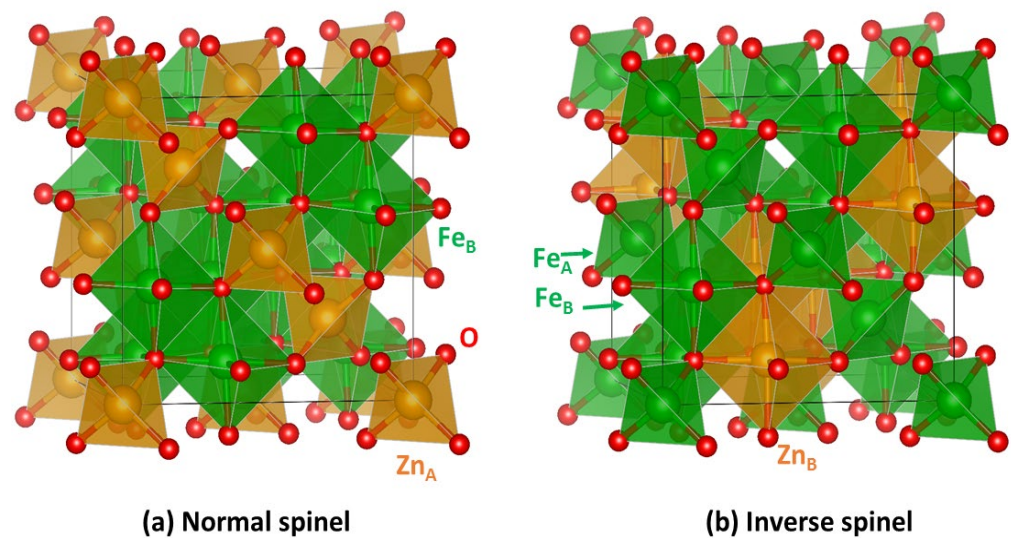 Fe_B
O
Zn_A
(a) Normal spinel
Fe_A
Fe_B
Zn_B
(b) Inverse spinel